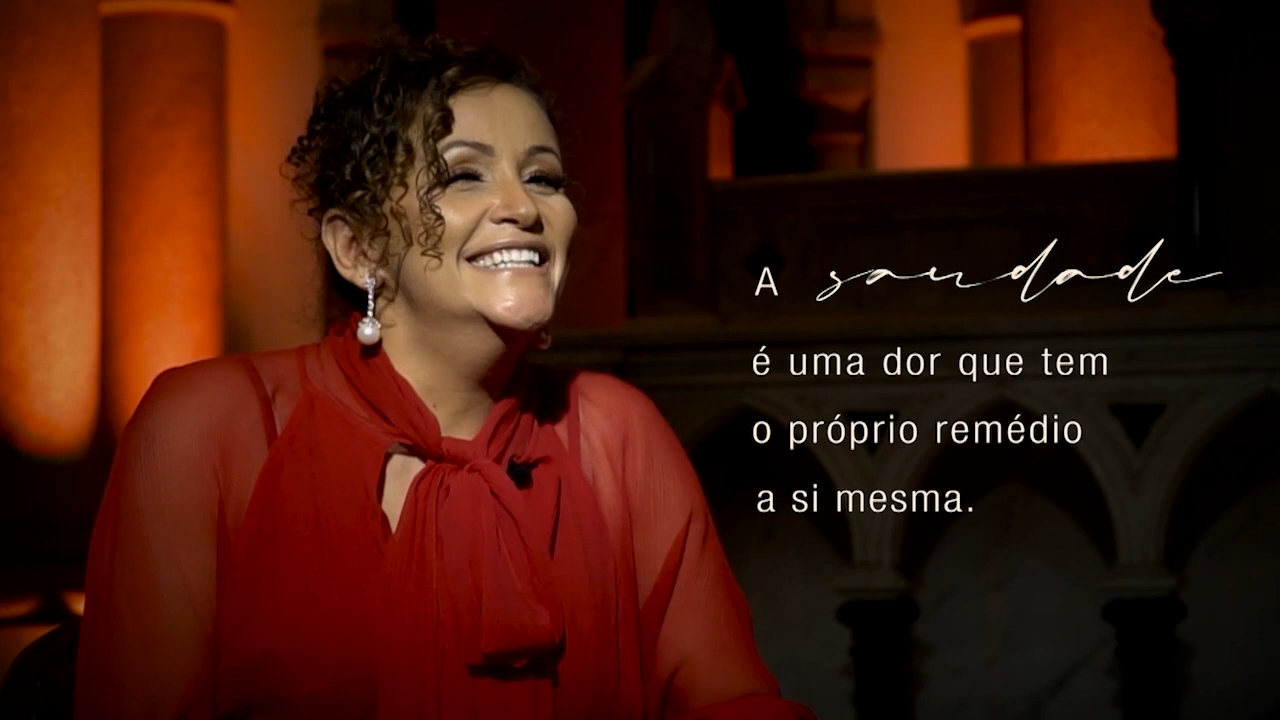 A saudade
é uma dor que tem
o próprio remédio
a si mesma.